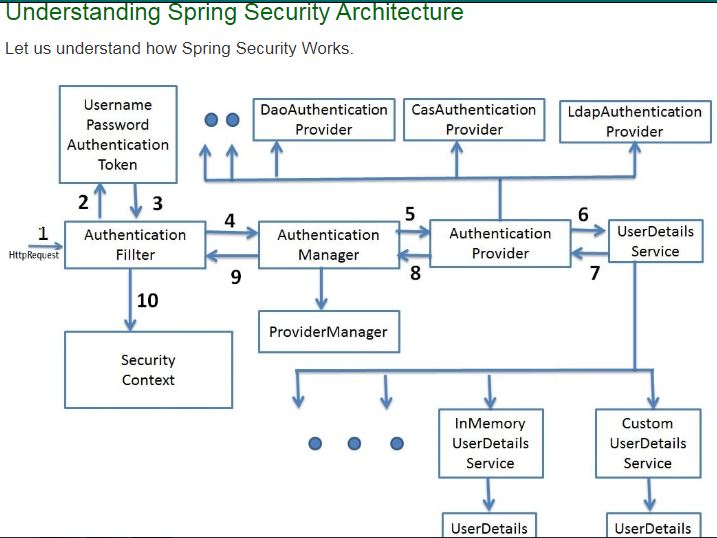 Understanding Spring Security Architecture
Let us understand how Spring Security Works.
Username
Password
Authentication
Token
DaoAuthentication
Provider
CasAuthentication
Provider
LdapAuthentication
Provider
2
3
1
HttpRequest
Authentication
Fillter
4
9
Authentication
Manager
5
8
Authentication
Provider
6
7
UserDetails
Service
10
ProviderManager
Security
Context
InMemory
UserDetails
Service
Custom
UserDetails
Service
UserDetails
UserDetails